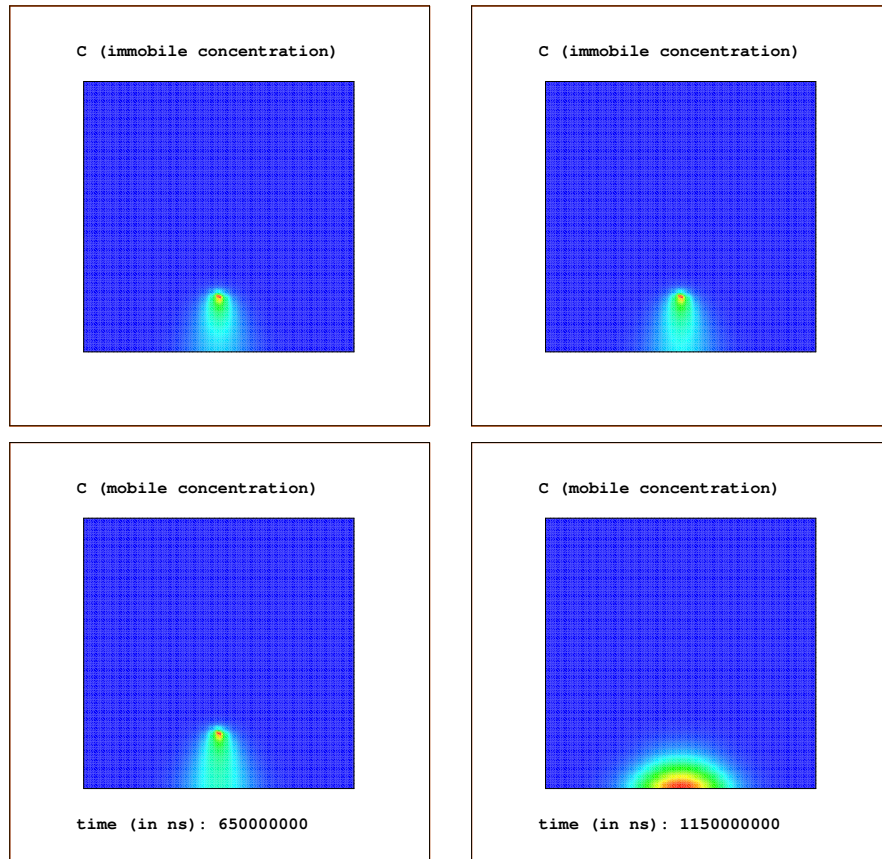 C (immobile concentration)
C (immobile concentration)
C (mobile concentration)
C (mobile concentration)
time (in ns): 650000000
time (in ns): 1150000000